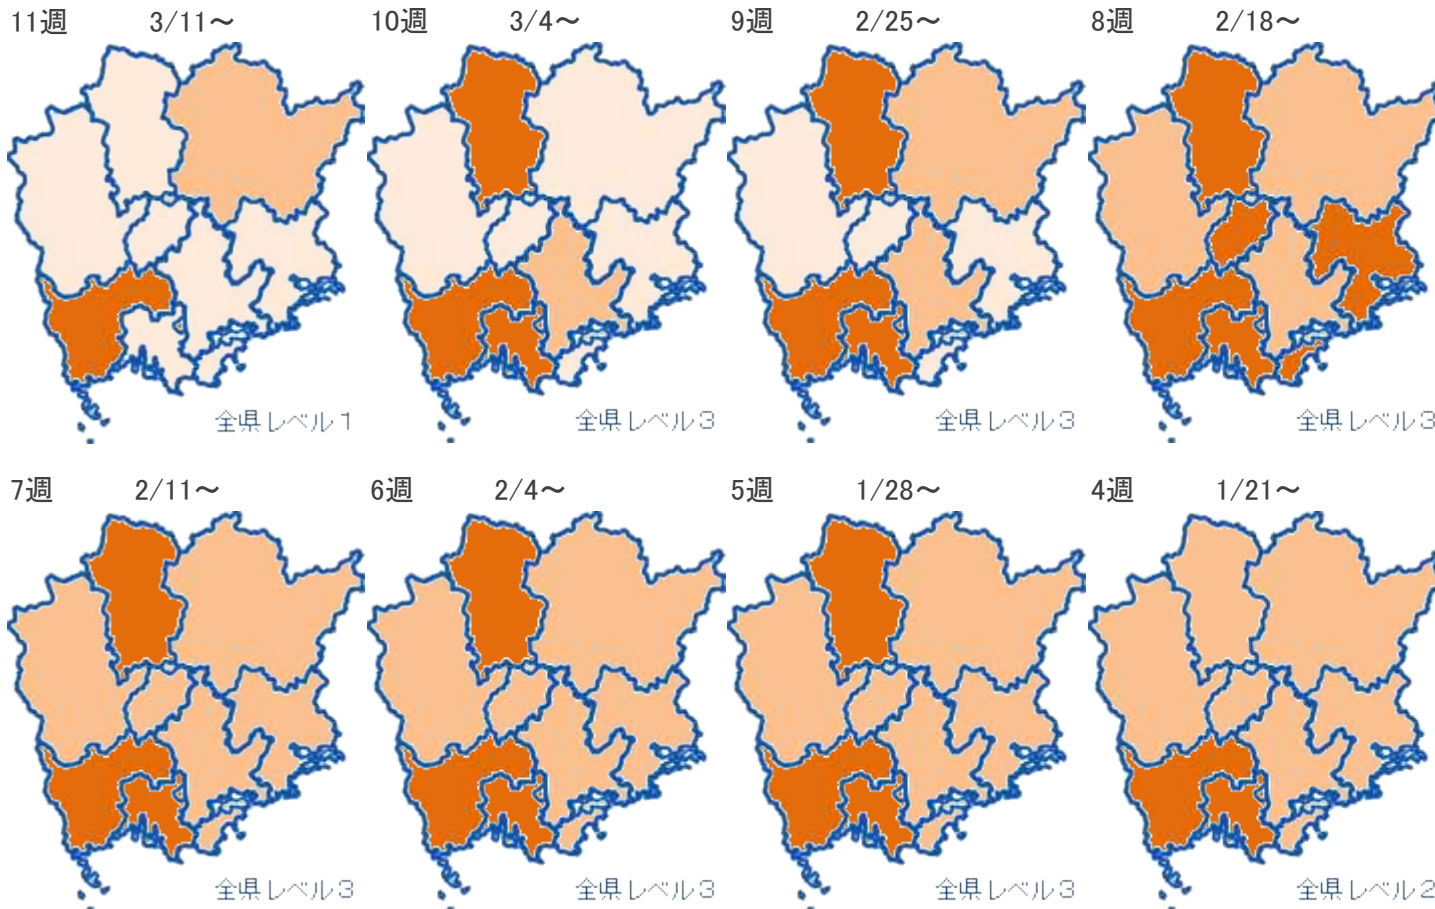 11週 3/11～
10週 3/4～
9週 2/25～
8週 2/18～
全県レベル1
全県レベル3
全県レベル3
全県レベル3
7週 2/11～
6週 2/4～
5週 1/28～
4週 1/21～
全県レベル3
全県レベル3
全県レベル3
全県レベル2